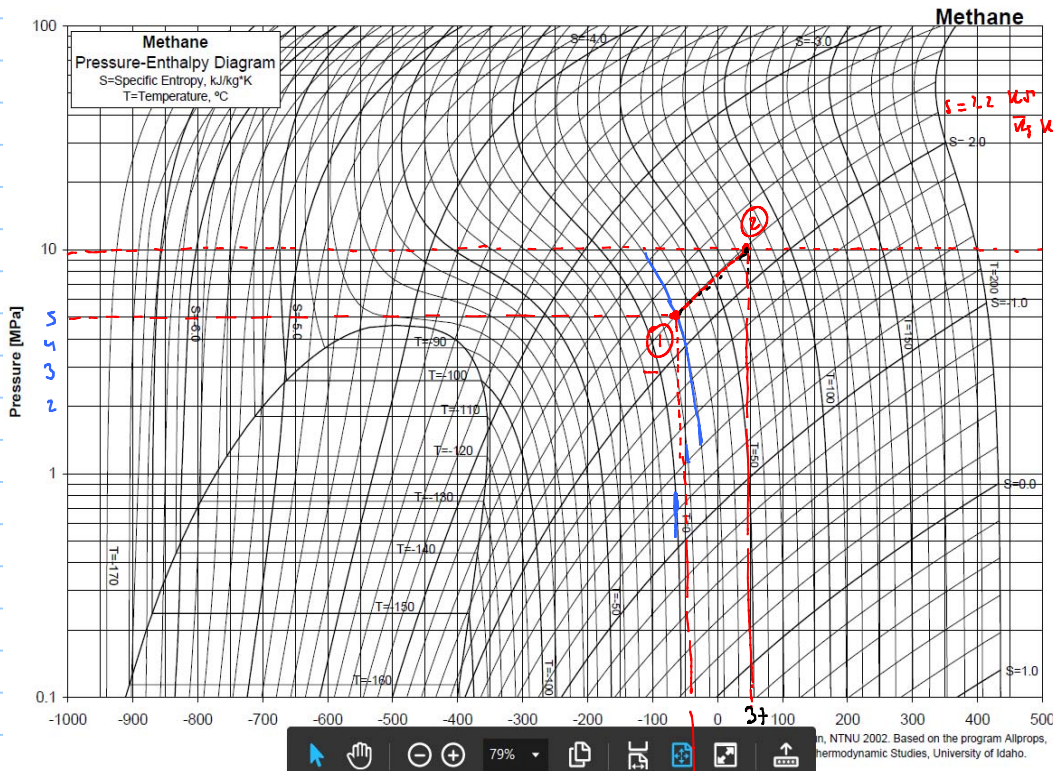 Methane
Methane
Pressure-Enthalpy Diagram
S=Specific Entropy, kJ/kg*K
T=Temperature, ºC
100
S=-4.0
S=-3.0
S= 2.0
10
2
T=200
S=-1.0
S=-6.0
S=-5.0
5
4
3
2
1
T=-90
T=-100
T=150
T=100
T=-110
T=-120
T=50
Pressure [MPa]
1
T=-130
S=0.0
T=0
T=-140
T=-170
T=-150
T=-50
T=-100
T=-160
S=1.0
0.1
-1000 -900 -800 -700 -600 -500 -400 -300 -200 -100 0 100 200 300 400 500
37
, NTNU 2002. Based on the program Allprops,
hermodynamic Studies, University of Idaho.
79%